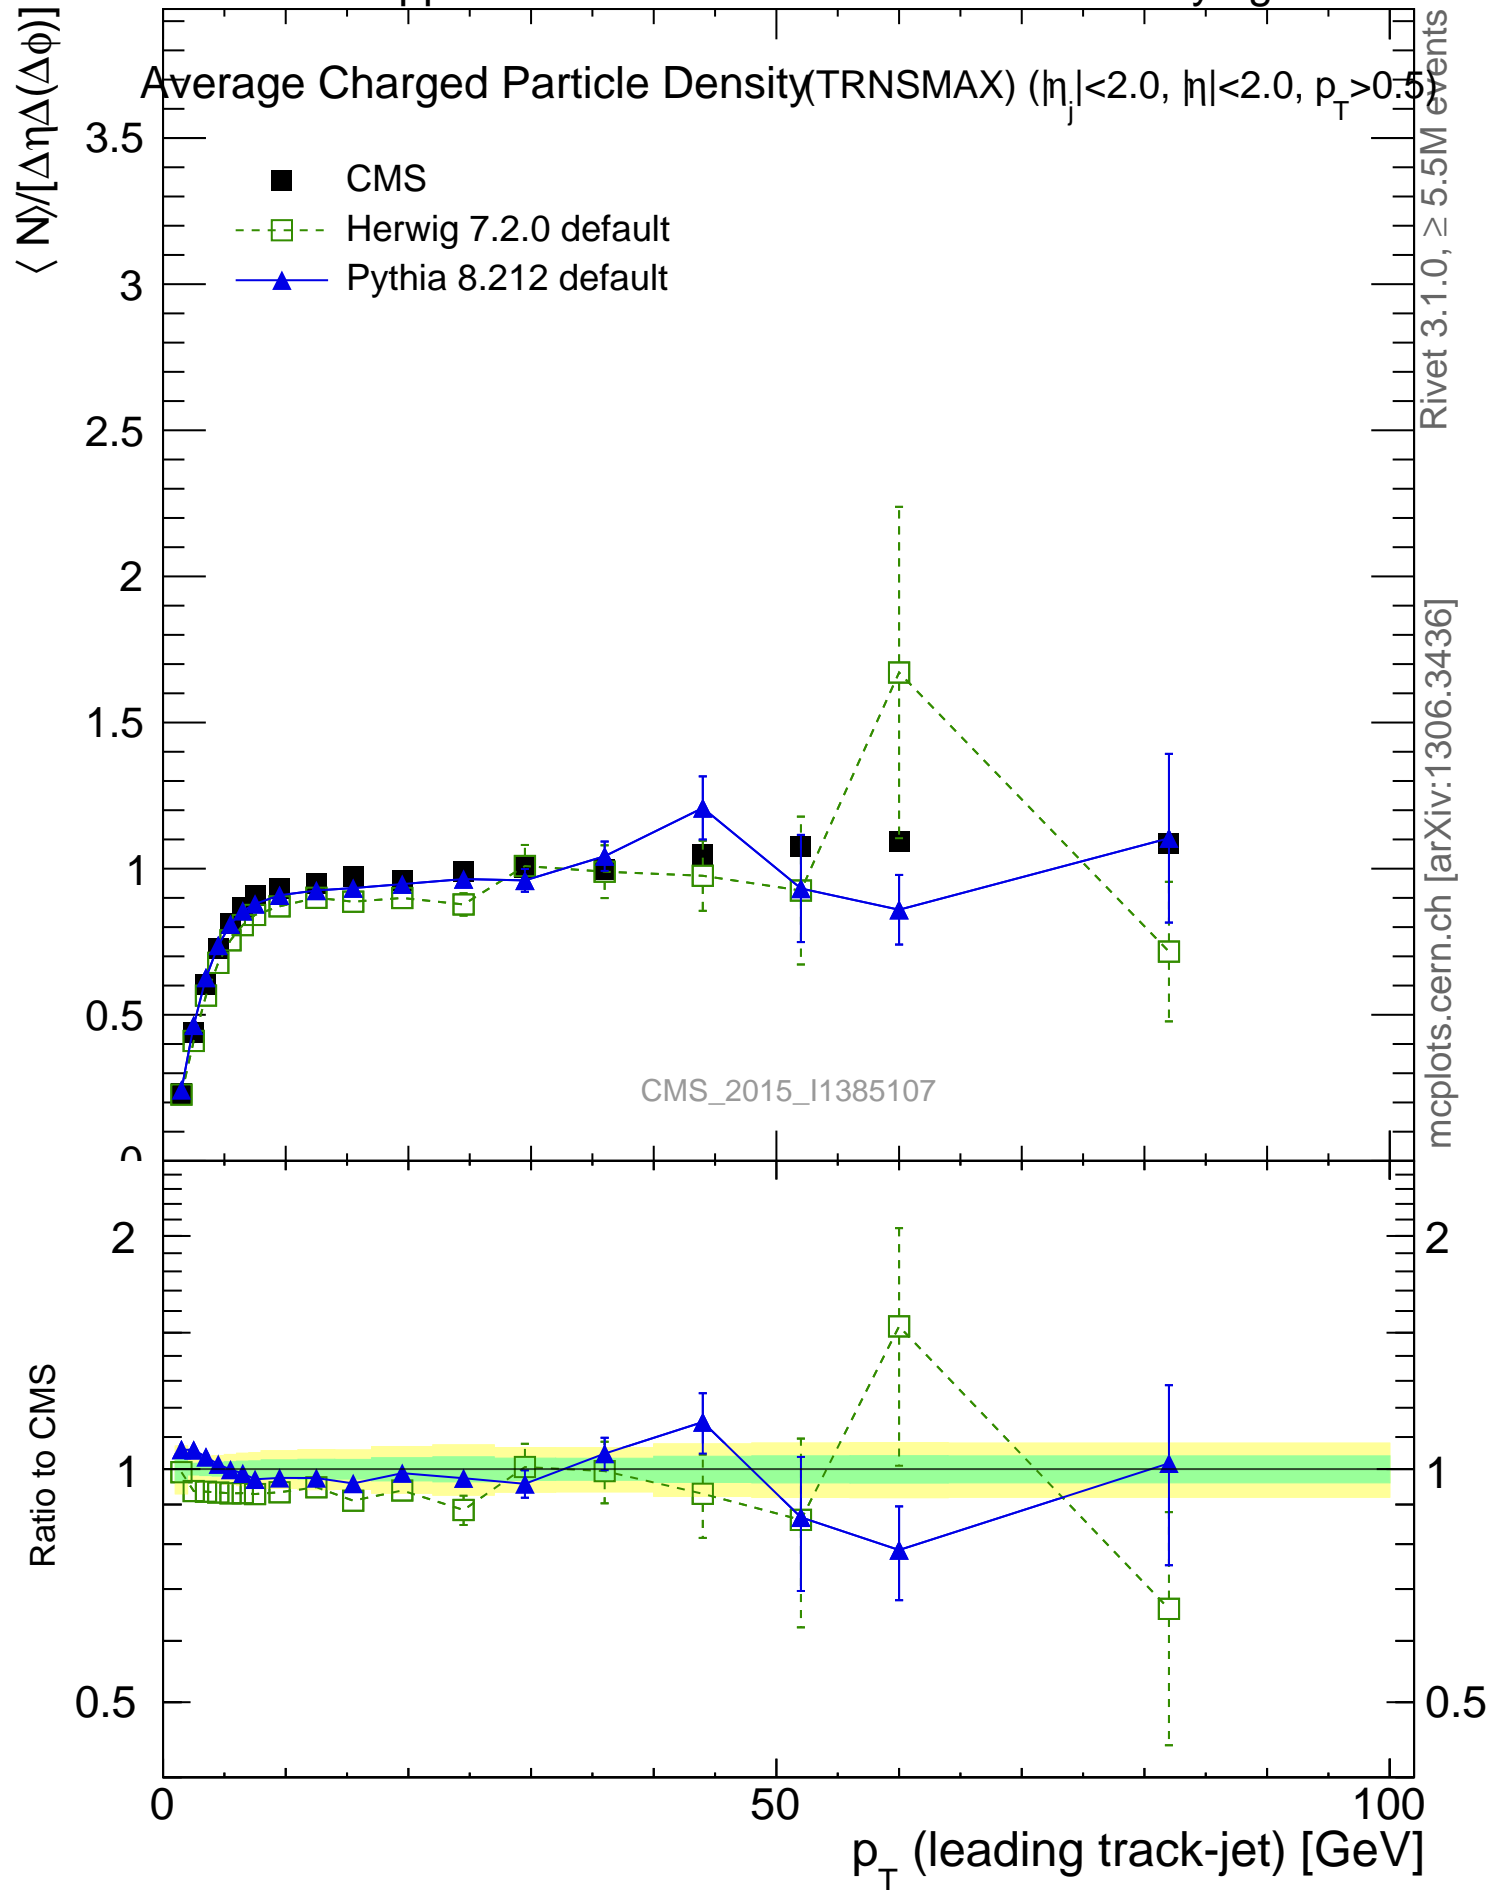 ⟨ N⟩/[ΔηΔ(Δϕ)]
Average Charged Particle Density(TRNSMAX) (|ηj|<2.0, |η|<2.0, pT>0.5)
CMS
Herwig 7.2.0 default
Pythia 8.212 default
3.5
3
2.5
2
1.5
1
0.5
0
CMS_2015_I1385107
Rivet 3.1.0, ≥ 5.5M events
mcplots.cern.ch [arXiv:1306.3436]
Ratio to CMS
2
1
0.5
2
1
0.5
0
50
100
pT (leading track-jet) [GeV]